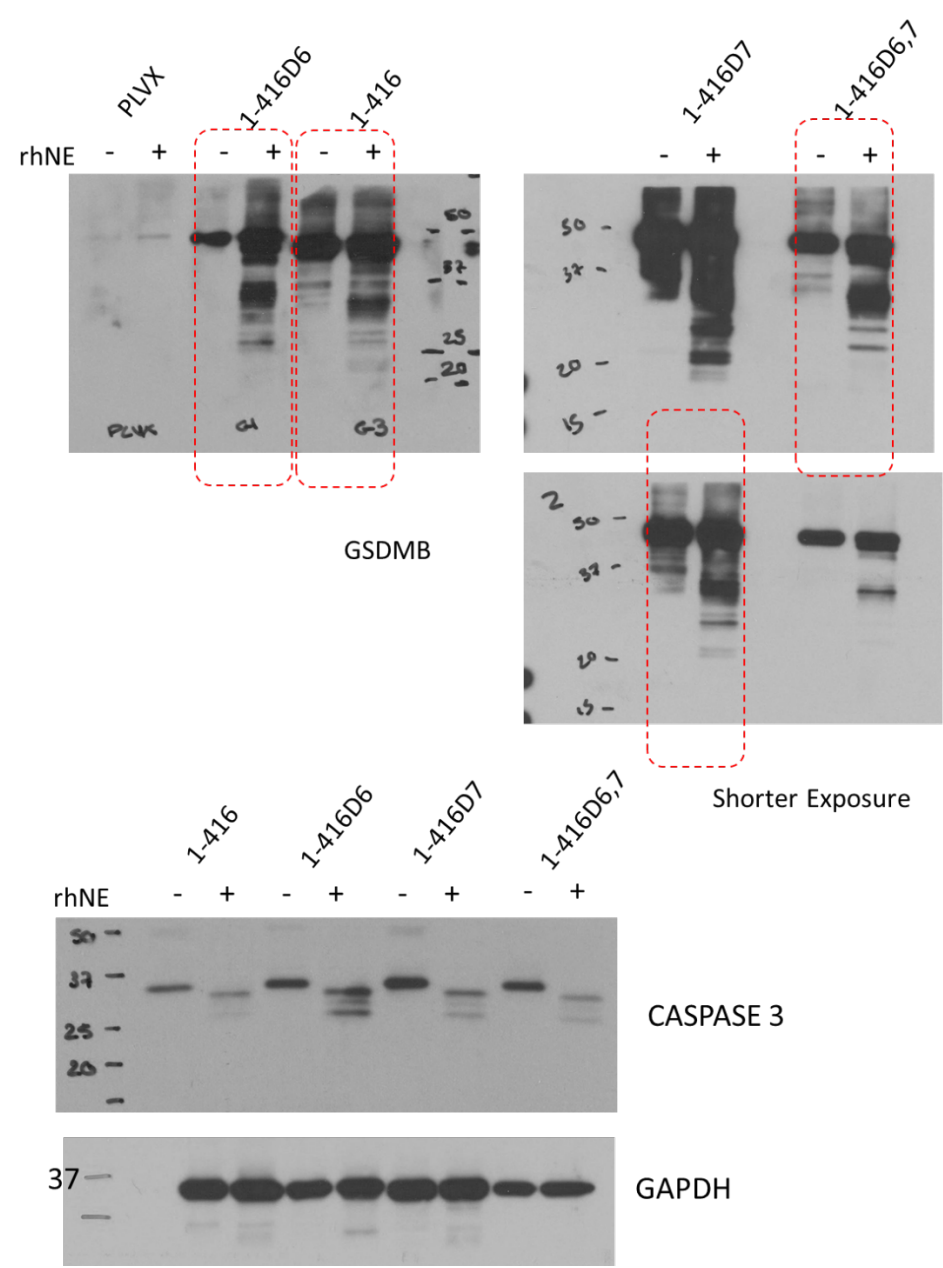 PLVX 1-416D6 1-416
rhNE - + - + - +
50
37
25
20
PLVX G1 G3
GSDMB
1-416D7 1-416D6,7
- + - +
50 -
37 -
20 -
15 -
2
50 -
37 -
20 -
15 -
Shorter Exposure
1-416 1-416D6 1-416D7 1-416D6,7
rhNE - + - + - + - +
50
37
25
20
CASPASE 3
37
GAPDH